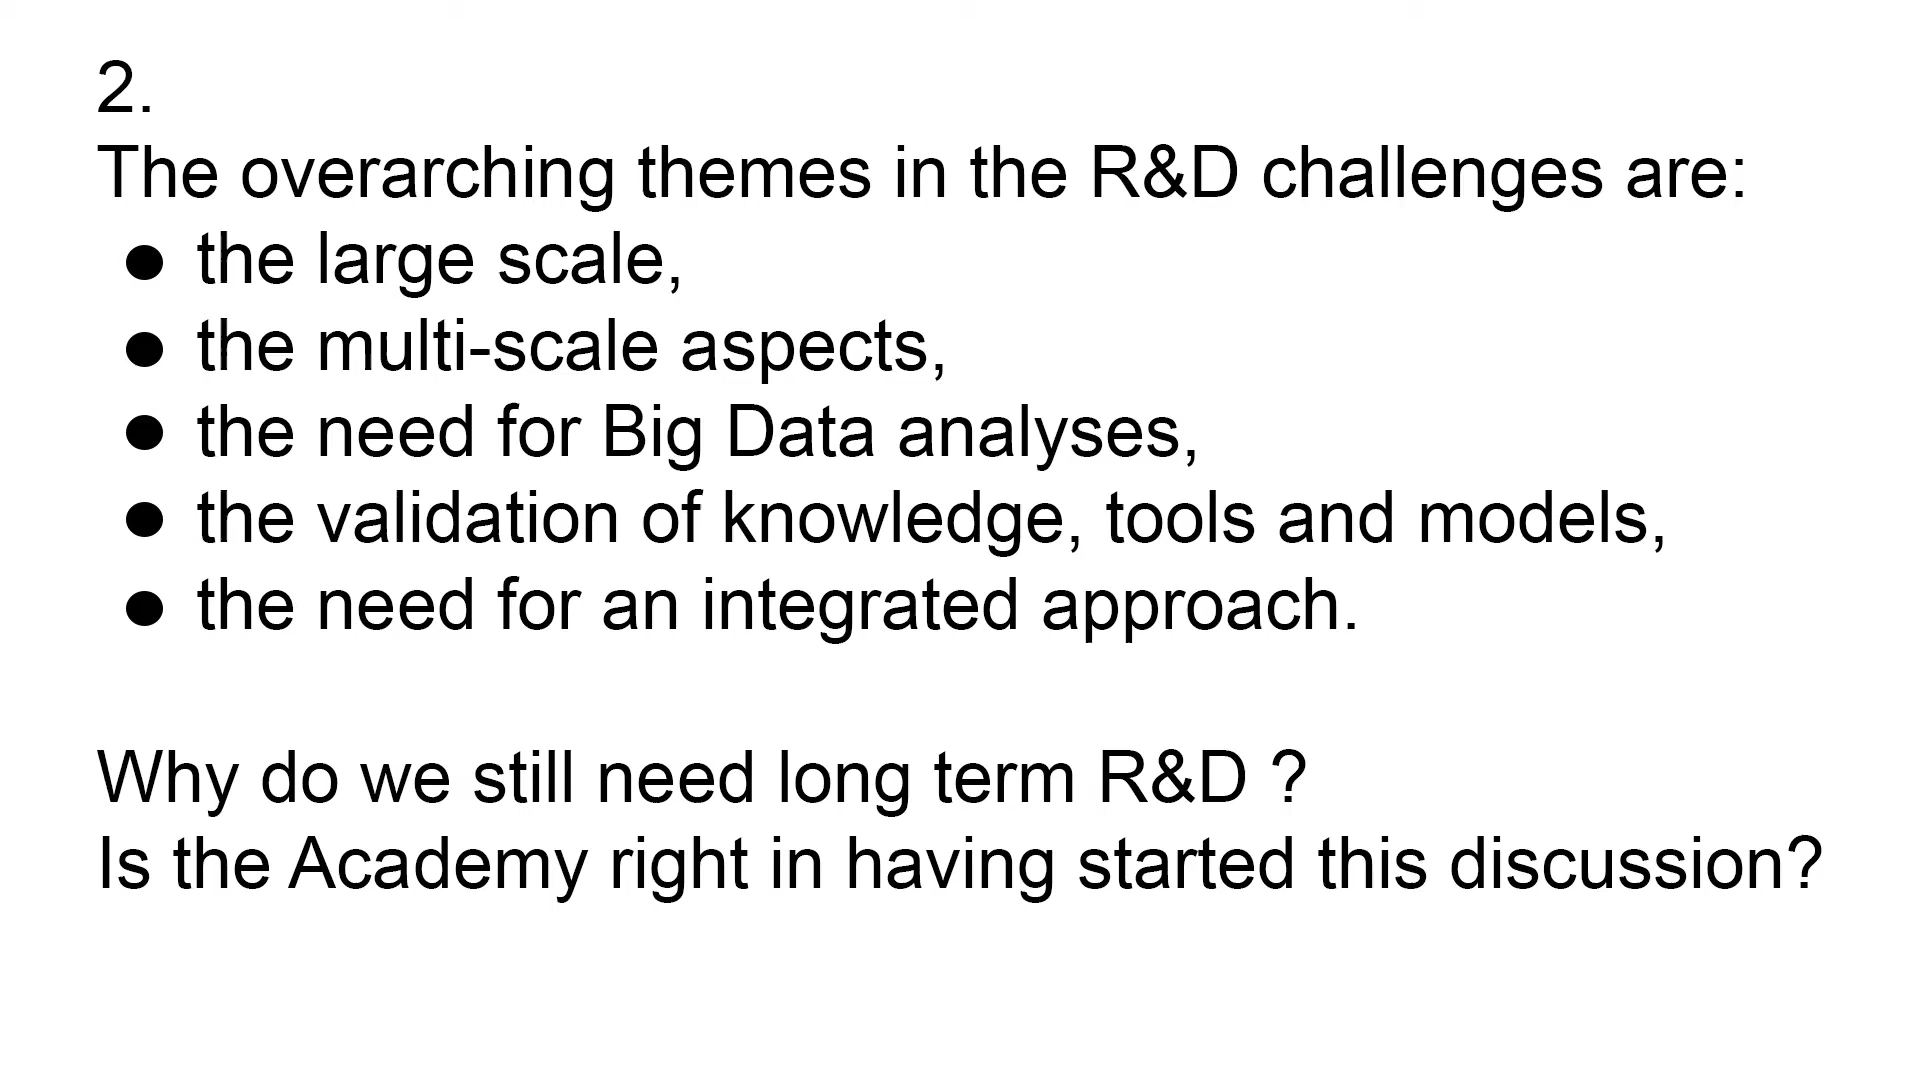 2.
The overarching themes in the R&D challenges are:
● the large scale,
● the multi-scale aspects,
● the need for Big Data analyses,
● the validation of knowledge, tools and models,
● the need for an integrated approach.
Why do we still need long term R&D ?
Is the Academy right in having started this discussion?